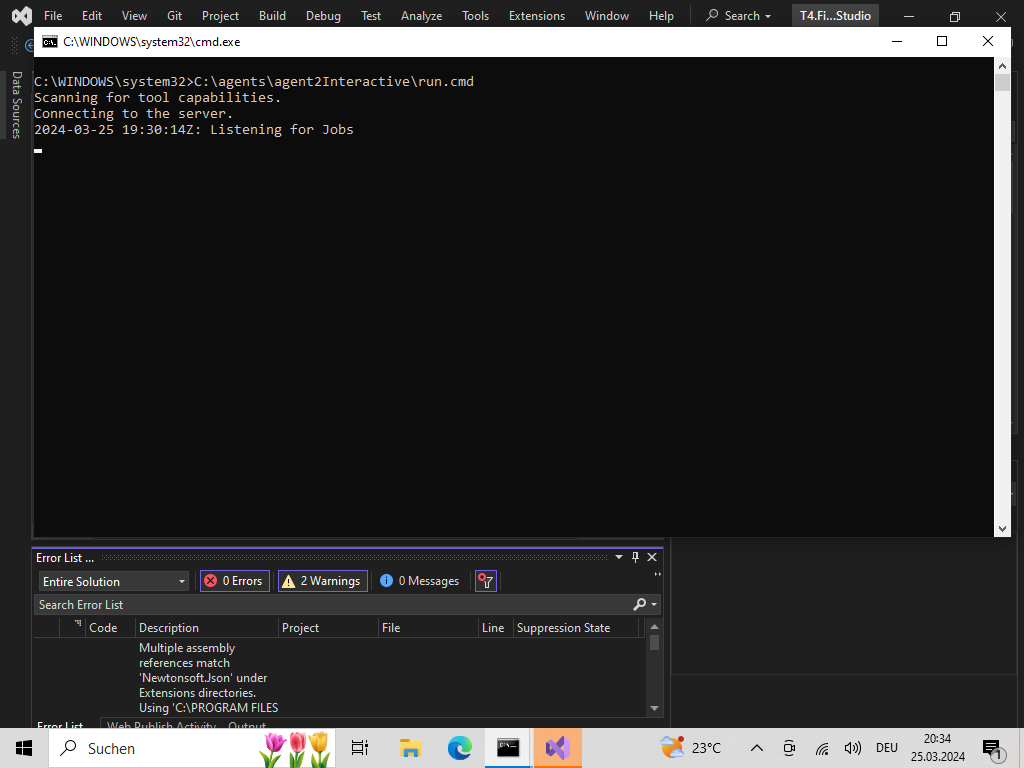 File Edit View Git Project Build Debug Test Analyze Tools Extensions Window Help Search T4.Fi...Studio
C:\WINDOWS\system32\cmd.exe
Data Sources
C:\WINDOWS\system32>C:\agents\agent2Interactive\run.cmd
Scanning for tool capabilities.
Connecting to the server.
2024-03-25 19:30:14Z: Listening for Jobs
Error List ...
Entire Solution 0 Errors 2 Warnings 0 Messages
Search Error List
Code Description Project File Line Suppression State
Multiple assembly
references match
'Newtonsoft.Json' under
Extensions directories.
Using 'C:\PROGRAM FILES
Error List Web Publish Activity Output
Suchen 23°C DEU 20:34
25.03.2024
1